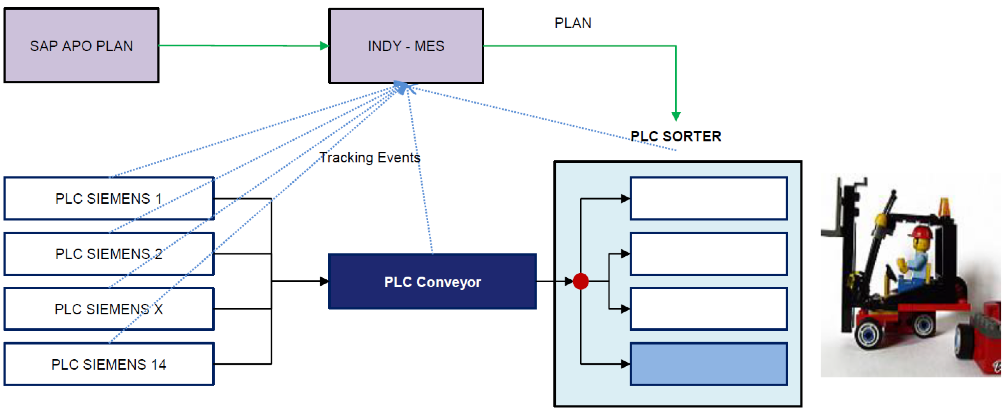 SAP APO PLAN
INDY - MES
PLAN
PLC SORTER
Tracking Events
PLC SIEMENS 1
PLC SIEMENS 2
PLC SIEMENS X
PLC SIEMENS 14
PLC Conveyor